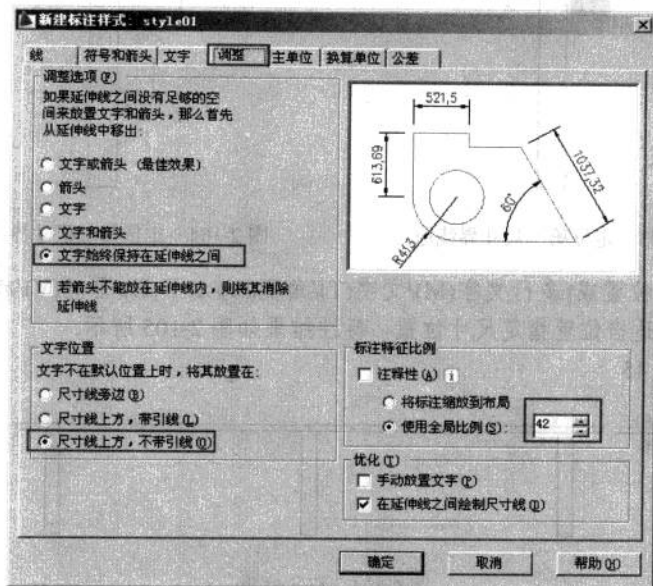 新建标注样式: style01
线 符号和箭头 文字 调整 主单位 换算单位 公差
调整选项(F)
如果延伸线之间没有足够的空
间来放置文字和箭头，那么首先
从延伸线中移出:
文字或箭头（最佳效果）
箭头
文字
文字和箭头
文字始终保持在延伸线之间
若箭头不能放在延伸线内，则将其消除
延伸线
521,5
613,69
1037,32
60°
R413
文字位置
文字不在默认位置上时，将其放置在:
尺寸线旁边(B)
尺寸线上方，带引线(L)
尺寸线上方，不带引线(O)
标注特征比例
注释性(A)
将标注缩放到布局
使用全局比例(S):
42
优化(T)
手动放置文字(P)
在延伸线之间绘制尺寸线(D)
确定 取消 帮助(H)